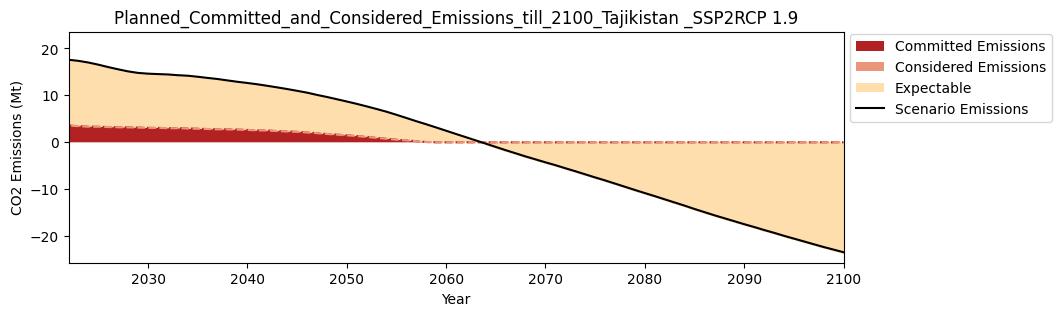 Planned_Committed_and_Considered_Emissions_till_2100_Tajikistan _SSP2RCP 1.9
Committed Emissions
Considered Emissions
Expectable
Scenario Emissions
CO2 Emissions (Mt)
20
10
0
−10
−20
2030
2040
2050
2060
2070
2080
2090
2100
Year